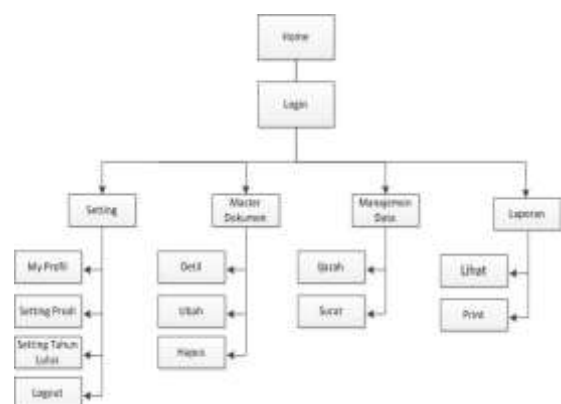 Home
Login
Setting
Master
Dokumen
Manajemen
Data
Laporan
My Profil
Setting Prodi
Setting Tahun
Lulus
Logout
Detil
Ubah
Hapus
Ijazah
Surat
Lihat
Print